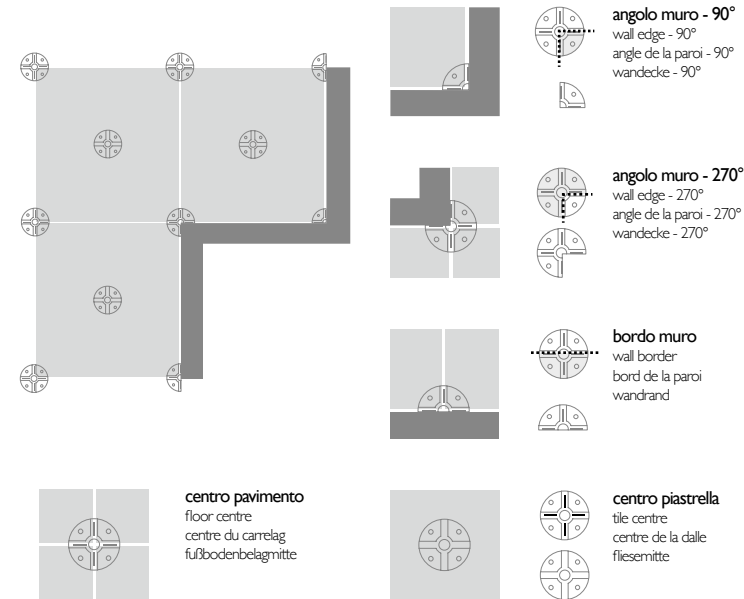 angolo muro - 90°
wall edge - 90°
angle de la paroi - 90°
wandecke - 90°
angolo muro - 270°
wall edge - 270°
angle de la paroi - 270°
wandecke - 270°
bordo muro
wall border
bord de la paroi
wandrand
centro pavimento
floor centre
centre du carrelag
fußbodenbelagmitte
centro piastrella
tile centre
centre de la dalle
fliesemitte